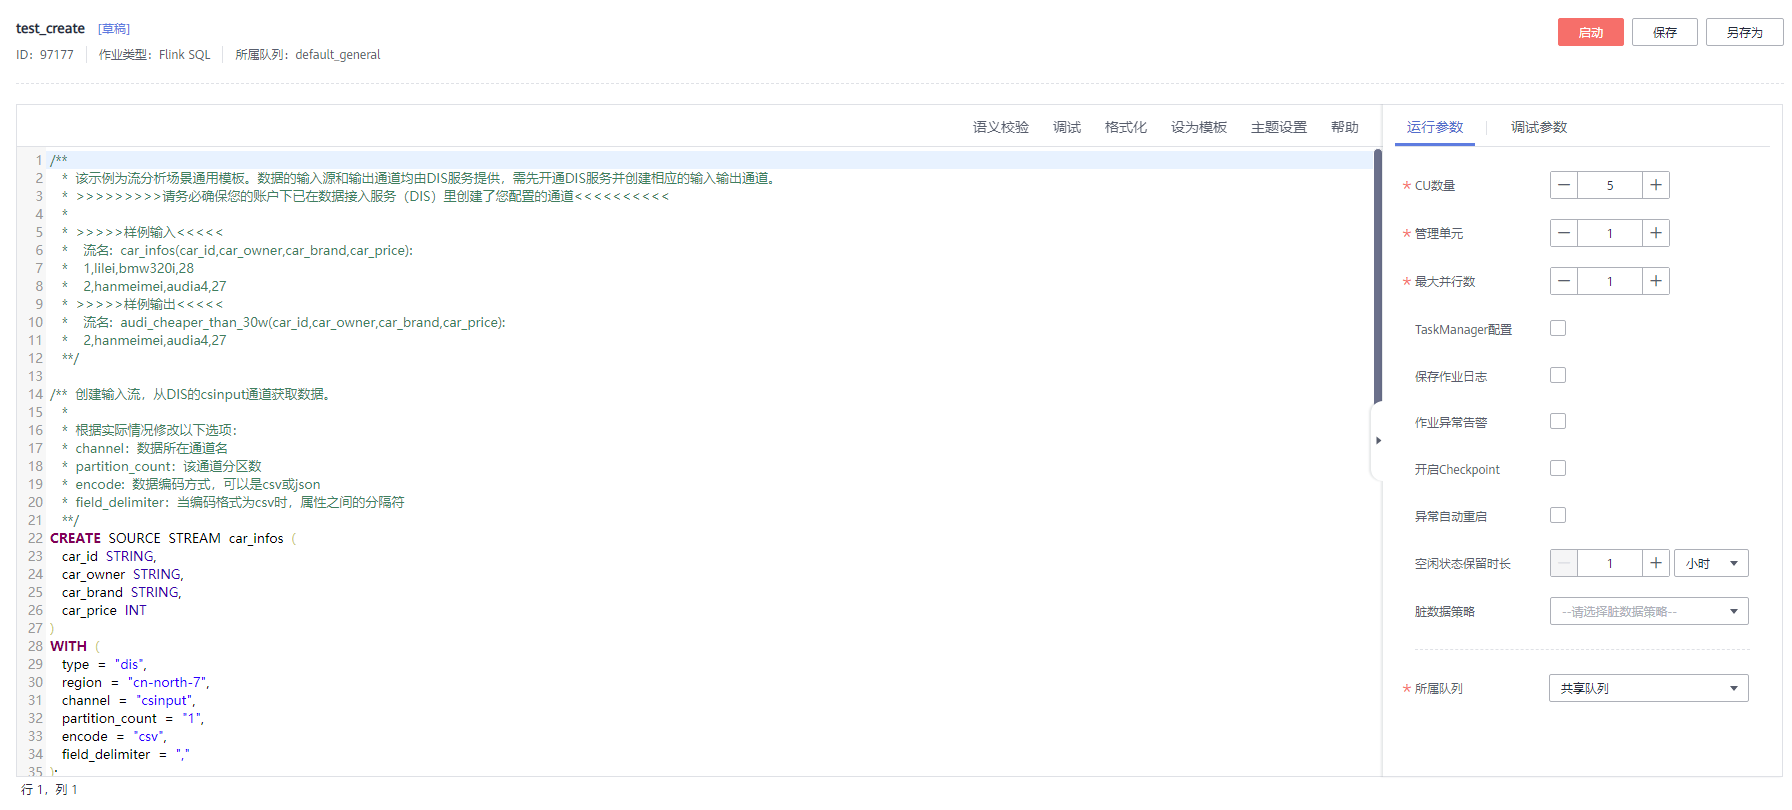 test_create [草稿]
启动 保存 另存为
ID: 97177 作业类型: Flink SQL 所属队列: default_general
语义校验 调试 格式化 设为模板 主题设置 帮助
运行参数 调试参数
1 /**
2 * 该示例为流分析场景通用模板。数据的输入源和输出通道均由DIS服务提供，需先开通DIS服务并创建相应的输入输出通道。
3 * >>>>>>>>>请务必确保您的账户下已在数据接入服务（DIS）里创建了您配置的通道<<<<<<<<<<
4 *
5 * >>>>>样例输入<<<<<
6 * 流名: car_infos(car_id,car_owner,car_brand,car_price):
7 * 1,lilei,bmw320i,28
8 * 2,hanmeimei,audia4,27
9 * >>>>>样例输出<<<<<
10 * 流名: audi_cheaper_than_30w(car_id,car_owner,car_brand,car_price):
11 * 2,hanmeimei,audia4,27
12 **/
13
14 /** 创建输入流，从DIS的csinput通道获取数据。
15 *
16 * 根据实际情况修改以下选项：
17 * channel：数据所在通道名
18 * partition_count：该通道分区数
19 * encode: 数据编码方式，可以是csv或json
20 * field_delimiter：当编码格式为csv时，属性之间的分隔符
21 **/
22 CREATE SOURCE STREAM car_infos (
23 car_id STRING,
24 car_owner STRING,
25 car_brand STRING,
26 car_price INT
27 )
28 WITH (
29 type = "dis",
30 region = "cn-north-7",
31 channel = "csinput",
32 partition_count = "1",
33 encode = "csv",
34 field_delimiter = ","
35 );
* CU数量 5
* 管理单元 1
* 最大并行数 1
TaskManager配置
保存作业日志
作业异常告警
开启Checkpoint
异常自动重启
空闲状态保留时长 1 小时
脏数据策略 --请选择脏数据策略--
* 所属队列 共享队列
行 1，列 1